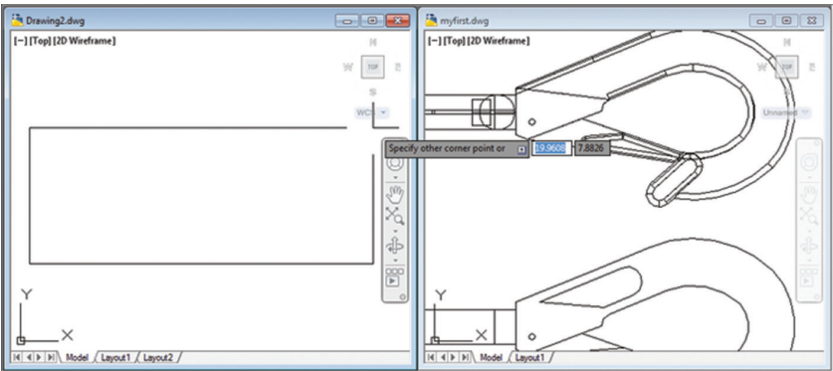 Drawing2.dwg
[−] [Top] [2D Wireframe]
N
W TOP E
S
WCS
Y
X
Model Layout1 Layout2
myfirst.dwg
[−] [Top] [2D Wireframe]
N
W TOP E
Unnamed
Specify other corner point or 19.9608 7.8826
Y
X
Model Layout1